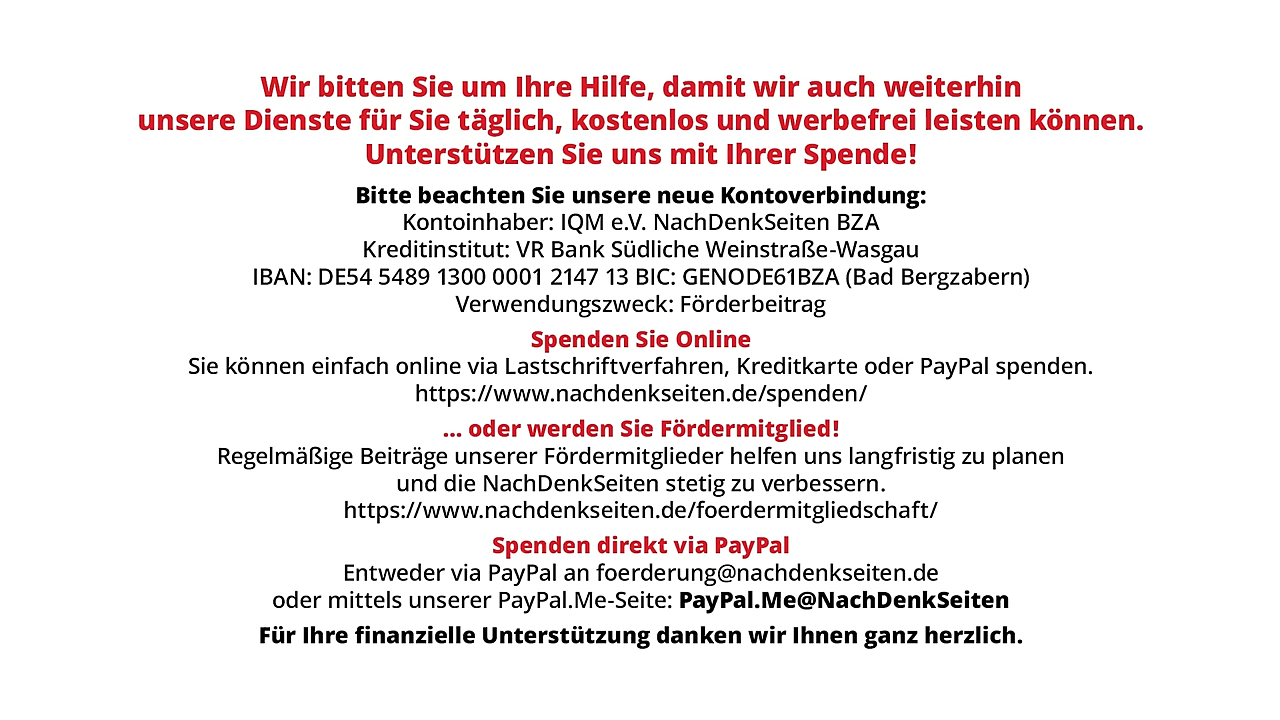 Wir bitten Sie um Ihre Hilfe, damit wir auch weiterhin
unsere Dienste für Sie täglich, kostenlos und werbefrei leisten können.
Unterstützen Sie uns mit Ihrer Spende!
Bitte beachten Sie unsere neue Kontoverbindung:
Kontoinhaber: IQM e.V. NachDenkSeiten BZA
Kreditinstitut: VR Bank Südliche Weinstraße-Wasgau
IBAN: DE54 5489 1300 0001 2147 13 BIC: GENODE61BZA (Bad Bergzabern)
Verwendungszweck: Förderbeitrag
Spenden Sie Online
Sie können einfach online via Lastschriftverfahren, Kreditkarte oder PayPal spenden.
https://www.nachdenkseiten.de/spenden/
... oder werden Sie Fördermitglied!
Regelmäßige Beiträge unserer Fördermitglieder helfen uns langfristig zu planen
und die NachDenkSeiten stetig zu verbessern.
https://www.nachdenkseiten.de/foerdermitgliedschaft/
Spenden direkt via PayPal
Entweder via PayPal an foerderung@nachdenkseiten.de
oder mittels unserer PayPal.Me-Seite: PayPal.Me@NachDenkSeiten
Für Ihre finanzielle Unterstützung danken wir Ihnen ganz herzlich.